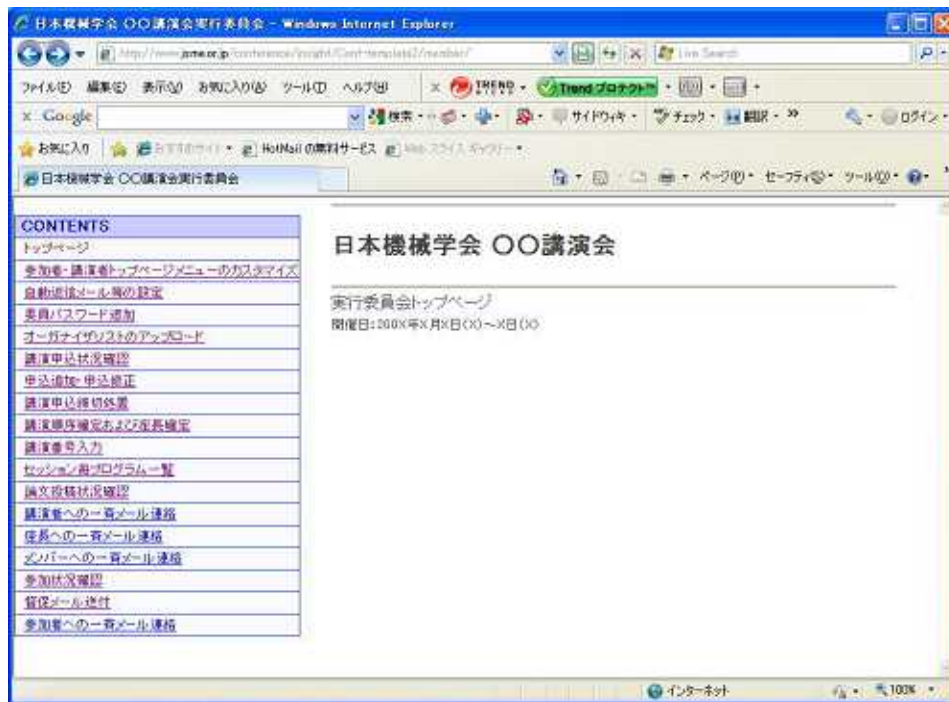 日本機械学会 〇〇講演会実行委員会 - Windows Internet Explorer
Live Search
ファイル(F) 編集(E) 表示(V) お気に入り(A) ツール(T) ヘルプ(H) × TREND Trend プロテクト
× Google 検索 サイドウィキ チェック 翻訳 » ログイン
お気に入り HotMail の無料サービス
日本機械学会 〇〇講演会実行委員会 ページ(P) セーフティ(S) ツール(O)
CONTENTS
トップページ
参加者・講演者トップページメニューのカスタマイズ
自動返信メール等の設定
委員パスワード追加
オーガナイザリストのアップロード
講演申込状況確認
申込追加・申込修正
講演申込締切処置
講演順序確定および座長確定
講演番号入力
セッション毎プログラム一覧
論文投稿状況確認
講演者への一斉メール連絡
座長への一斉メール連絡
メンバーへの一斉メール連絡
参加状況確認
督促メール送付
参加者への一斉メール連絡
日本機械学会 〇〇講演会
実行委員会トップページ
開催日:200X年X月X日(X)～X日(X)
インターネット 100%